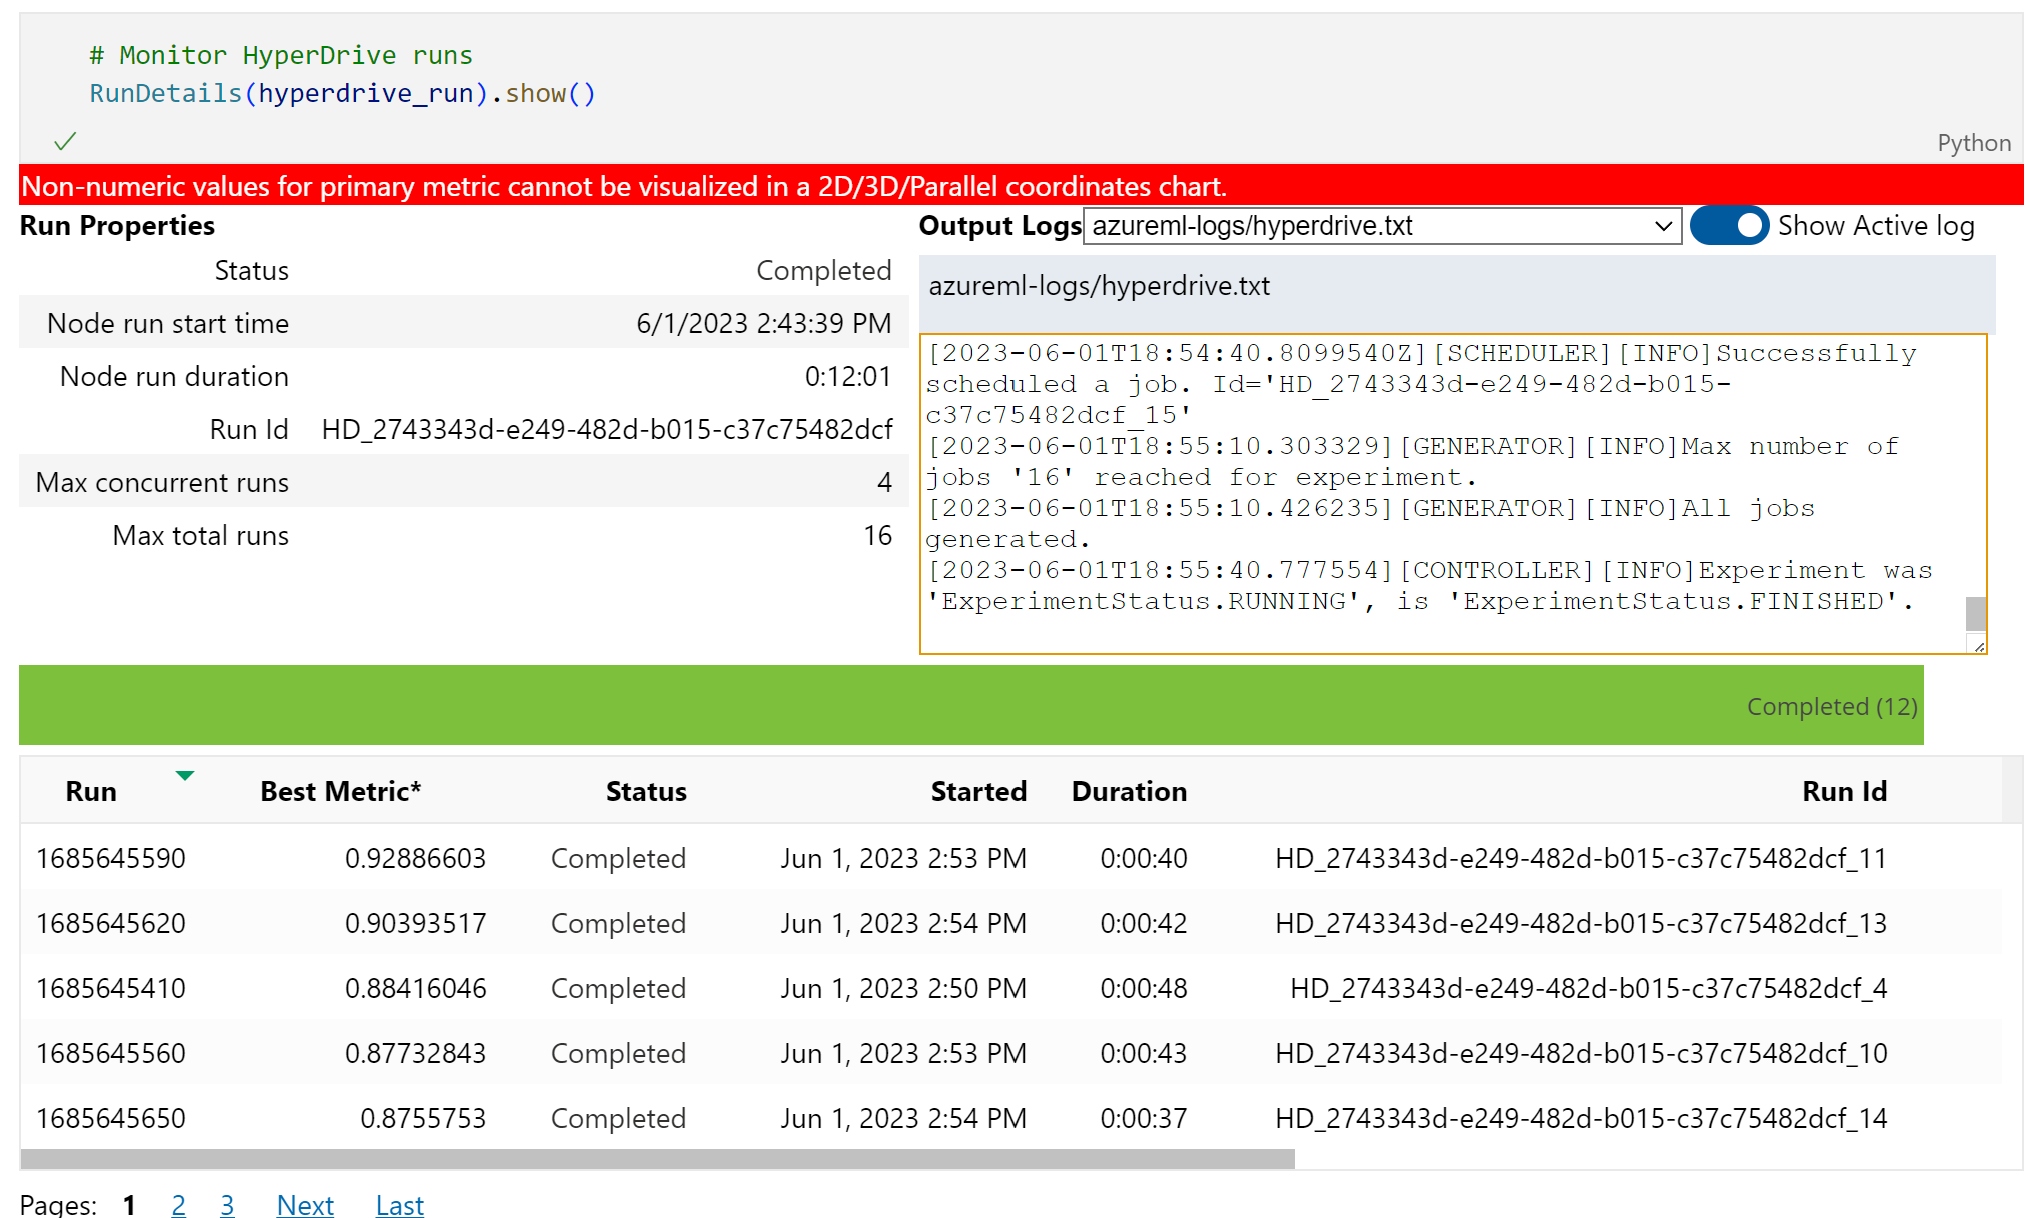 # Monitor HyperDrive runs
RunDetails(hyperdrive_run).show()
Python
Non-numeric values for primary metric cannot be visualized in a 2D/3D/Parallel coordinates chart.
Run Properties
Status Completed
Node run start time 6/1/2023 2:43:39 PM
Node run duration 0:12:01
Run Id HD_2743343d-e249-482d-b015-c37c75482dcf
Max concurrent runs 4
Max total runs 16
Output Logs azureml-logs/hyperdrive.txt Show Active log
azureml-logs/hyperdrive.txt
[2023-06-01T18:54:40.8099540Z][SCHEDULER][INFO]Successfully
scheduled a job. Id='HD_2743343d-e249-482d-b015-
c37c75482dcf_15'
[2023-06-01T18:55:10.303329][GENERATOR][INFO]Max number of
jobs '16' reached for experiment.
[2023-06-01T18:55:10.426235][GENERATOR][INFO]All jobs
generated.
[2023-06-01T18:55:40.777554][CONTROLLER][INFO]Experiment was
'ExperimentStatus.RUNNING', is 'ExperimentStatus.FINISHED'.
Completed (12)
Run Best Metric* Status Started Duration Run Id
1685645590 0.92886603 Completed Jun 1, 2023 2:53 PM 0:00:40 HD_2743343d-e249-482d-b015-c37c75482dcf_11
1685645620 0.90393517 Completed Jun 1, 2023 2:54 PM 0:00:42 HD_2743343d-e249-482d-b015-c37c75482dcf_13
1685645410 0.88416046 Completed Jun 1, 2023 2:50 PM 0:00:48 HD_2743343d-e249-482d-b015-c37c75482dcf_4
1685645560 0.87732843 Completed Jun 1, 2023 2:53 PM 0:00:43 HD_2743343d-e249-482d-b015-c37c75482dcf_10
1685645650 0.8755753 Completed Jun 1, 2023 2:54 PM 0:00:37 HD_2743343d-e249-482d-b015-c37c75482dcf_14
Pages: 1 2 3 Next Last